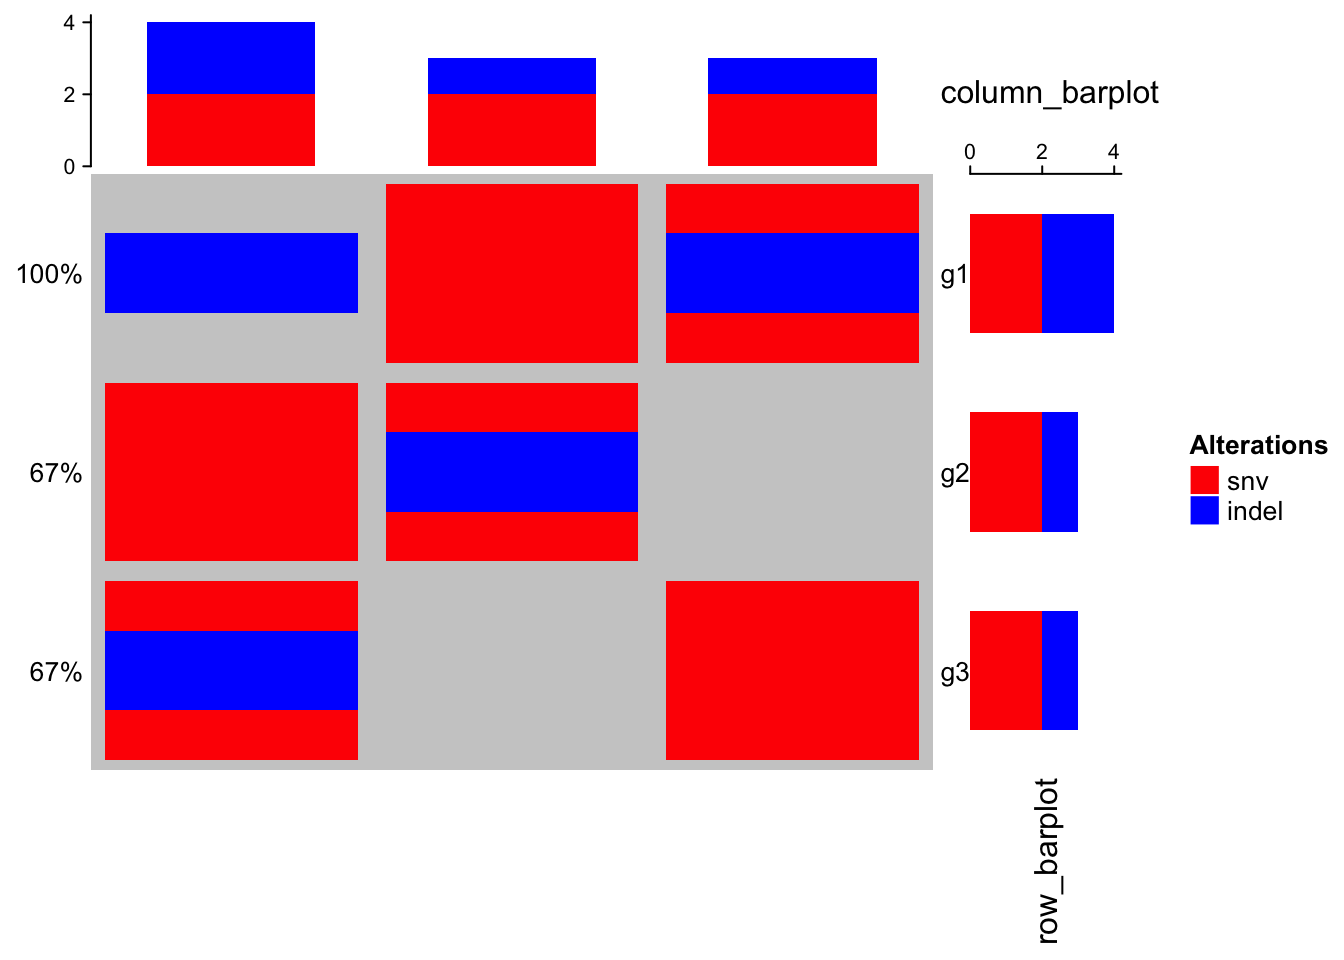 4
2
0
column_barplot
0 2 4
100%
g1
67%
g2
Alterations
snv
indel
67%
g3
row_barplot